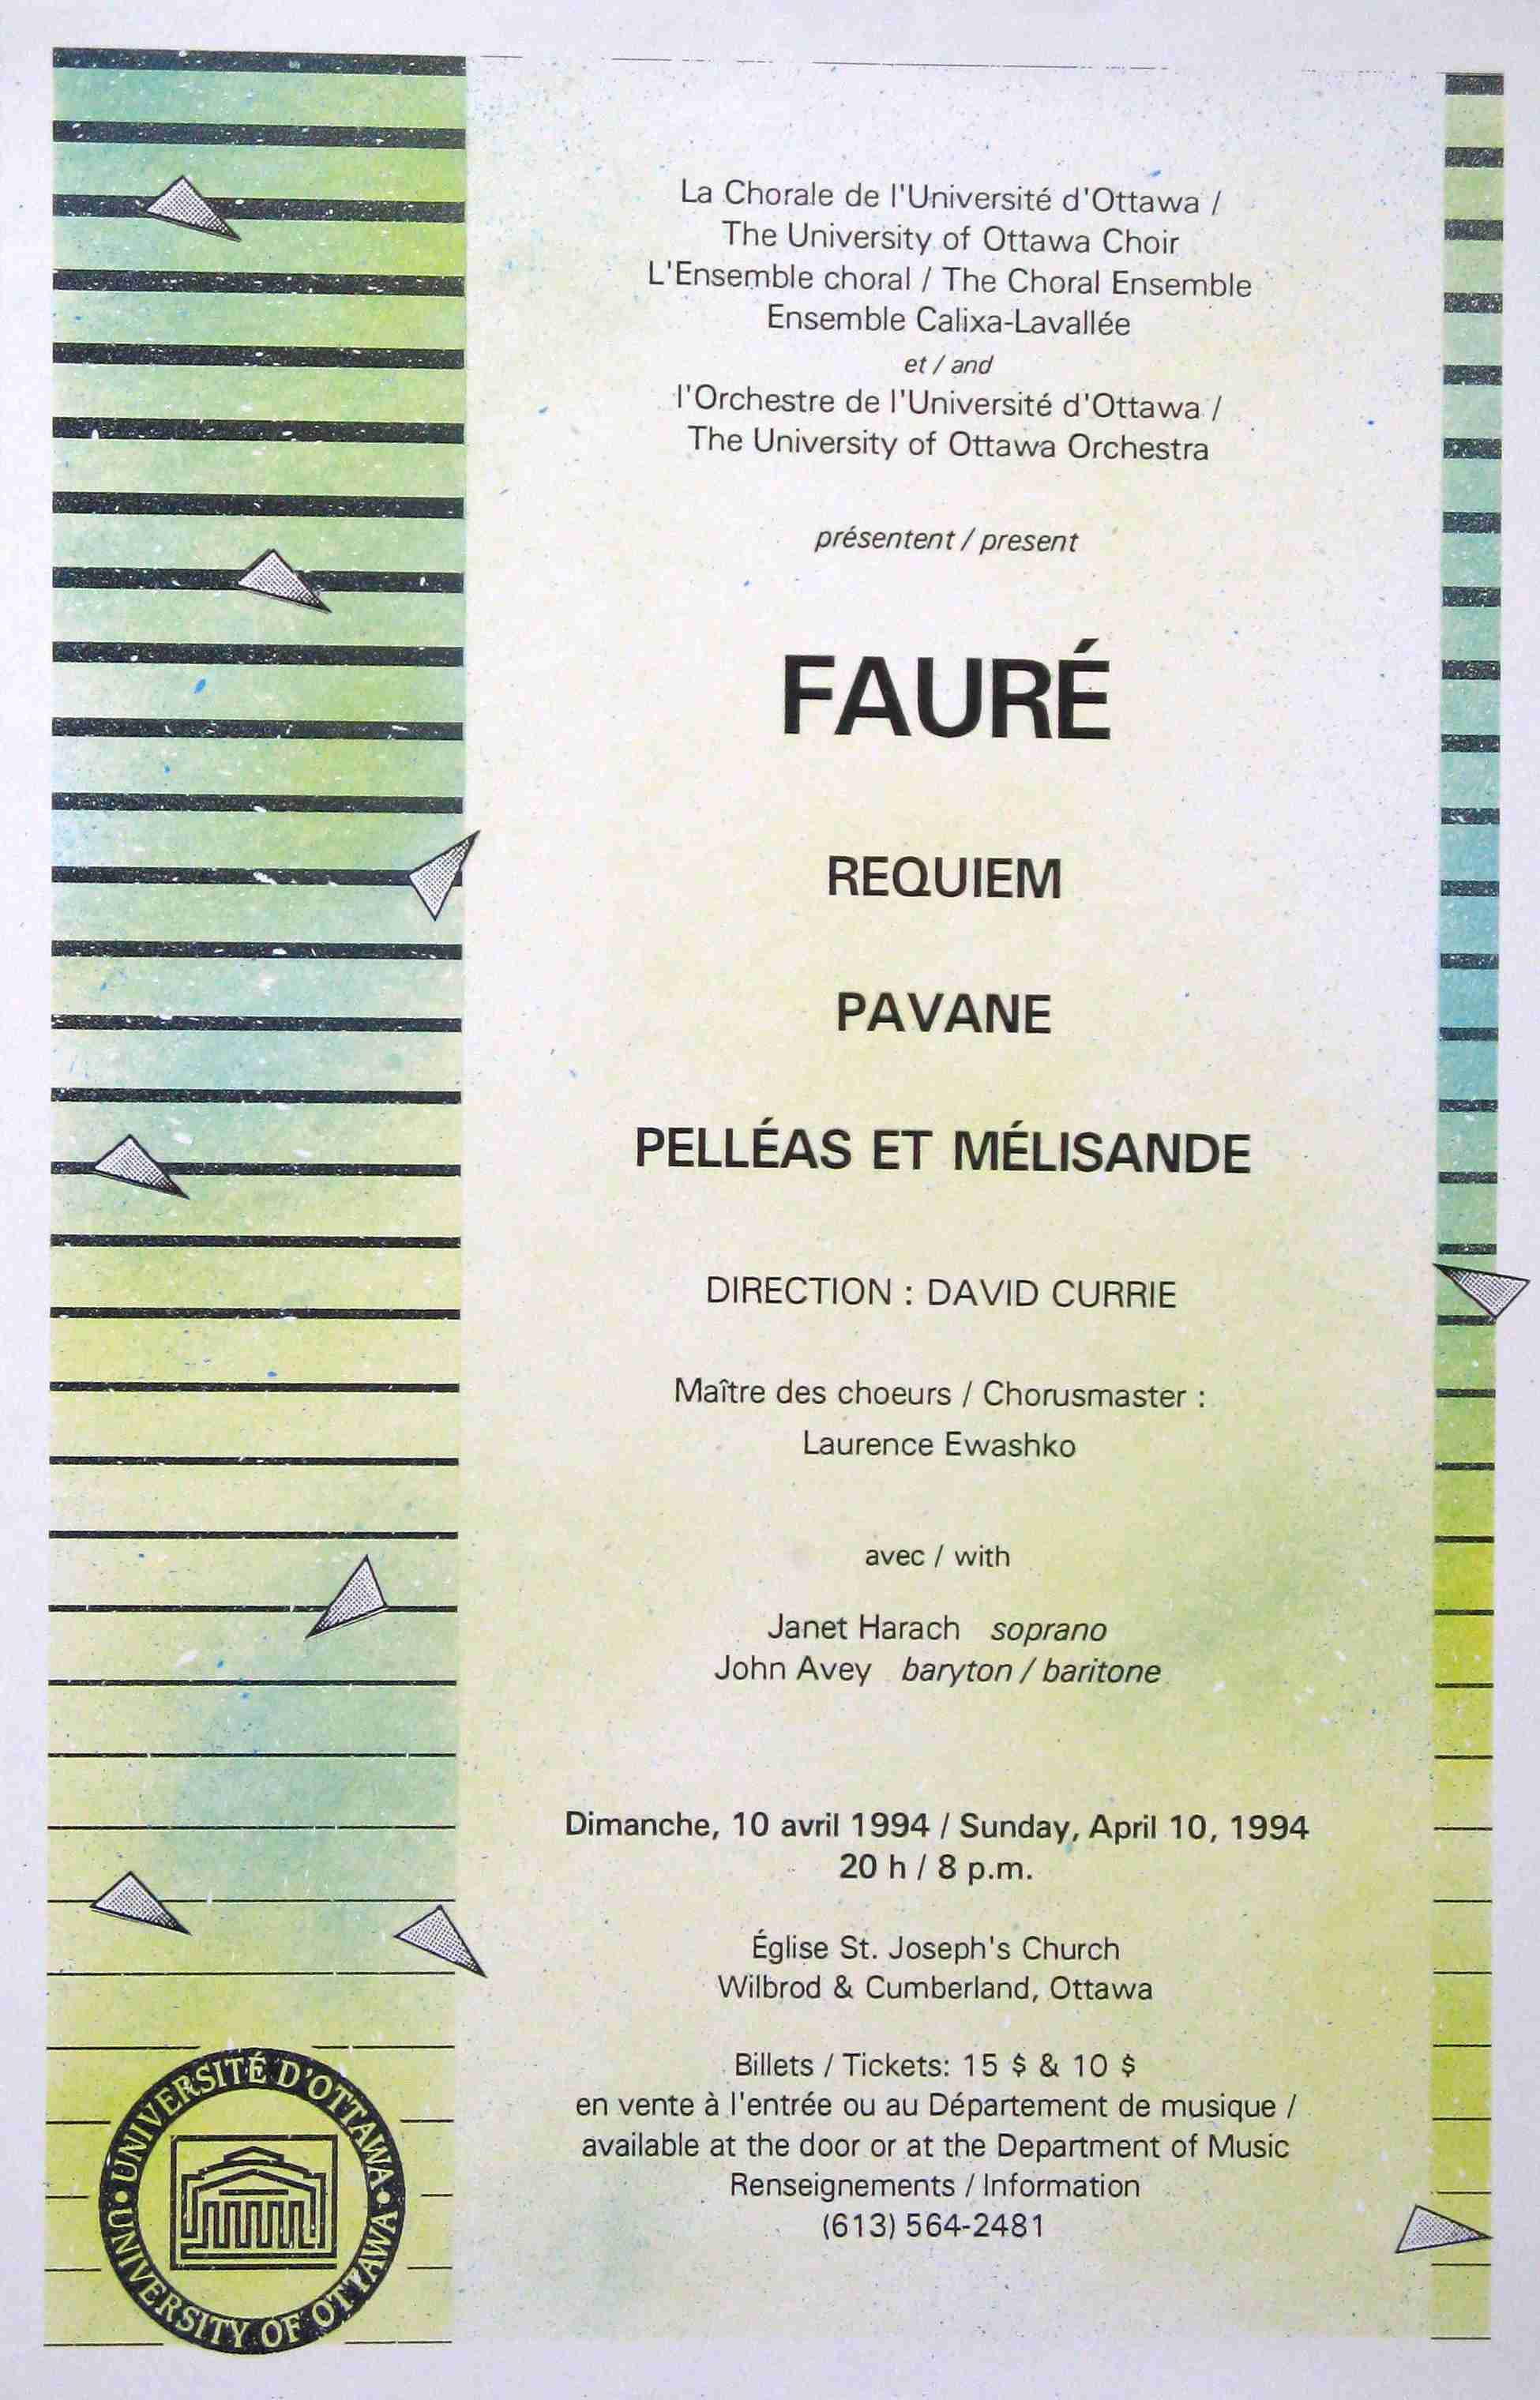 La Chorale de l'Université d'Ottawa /
The University of Ottawa Choir
L'Ensemble choral / The Choral Ensemble
Ensemble Calixa-Lavallée
et / and
l'Orchestre de l'Université d'Ottawa /
The University of Ottawa Orchestra
présentent / present
FAURÉ
REQUIEM
PAVANE
PELLÉAS ET MÉLISANDE
DIRECTION : DAVID CURRIE
Maître des choeurs / Chorusmaster :
Laurence Ewashko
avec / with
Janet Harach soprano
John Avey baryton / baritone
Dimanche, 10 avril 1994 / Sunday, April 10, 1994
20 h / 8 p.m.
Église St. Joseph's Church
Wilbrod & Cumberland, Ottawa
Billets / Tickets: 15 $ & 10 $
en vente à l'entrée ou au Département de musique /
available at the door or at the Department of Music
Renseignements / Information
(613) 564-2481
UNIVERSITÉ D'OTTAWA
UNIVERSITY OF OTTAWA